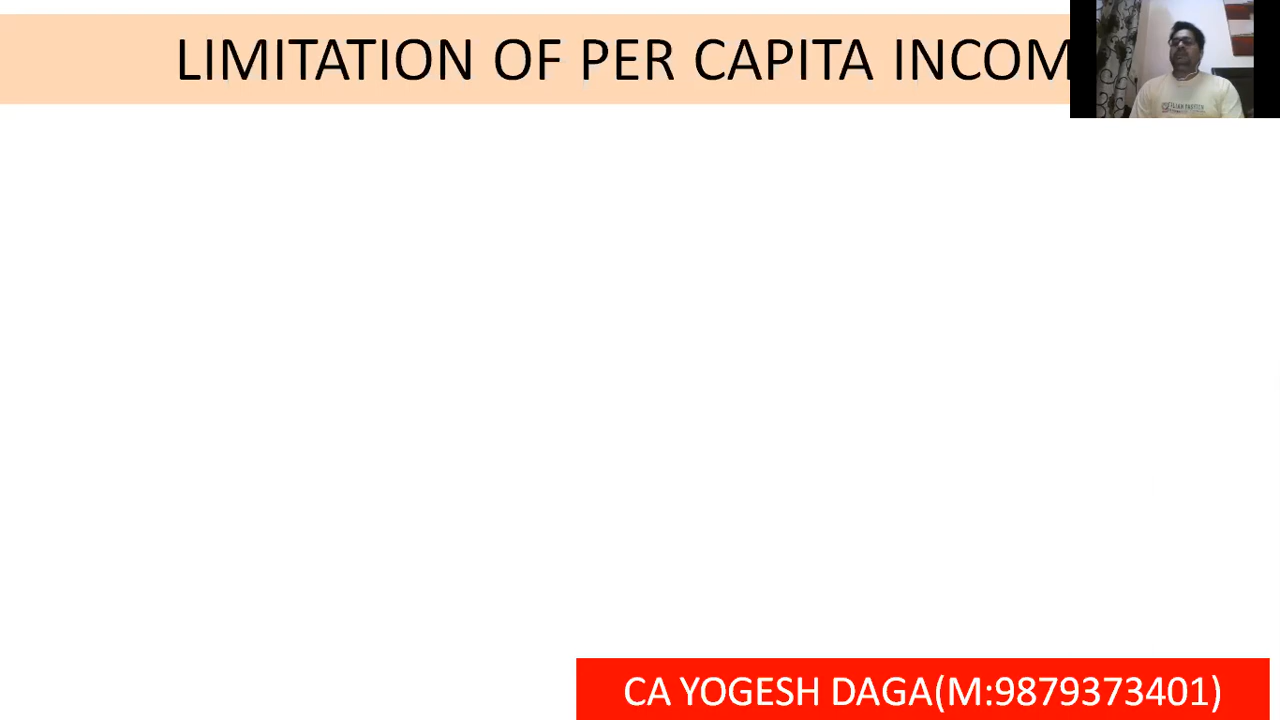 LIMITATION OF PER CAPITA INCOM
CA YOGESH DAGA(M:9879373401)